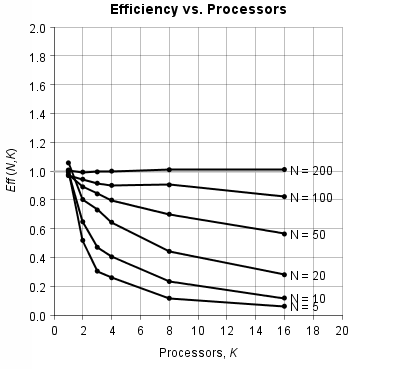 Efficiency vs. Processors
2.0
1.8
1.6
1.4
1.2
1.0
0.8
0.6
0.4
0.2
0.0
Eff (N,K)
N = 200
N = 100
N = 50
N = 20
N = 10
N = 5
0 2 4 6 8 10 12 14 16 18 20
Processors, K